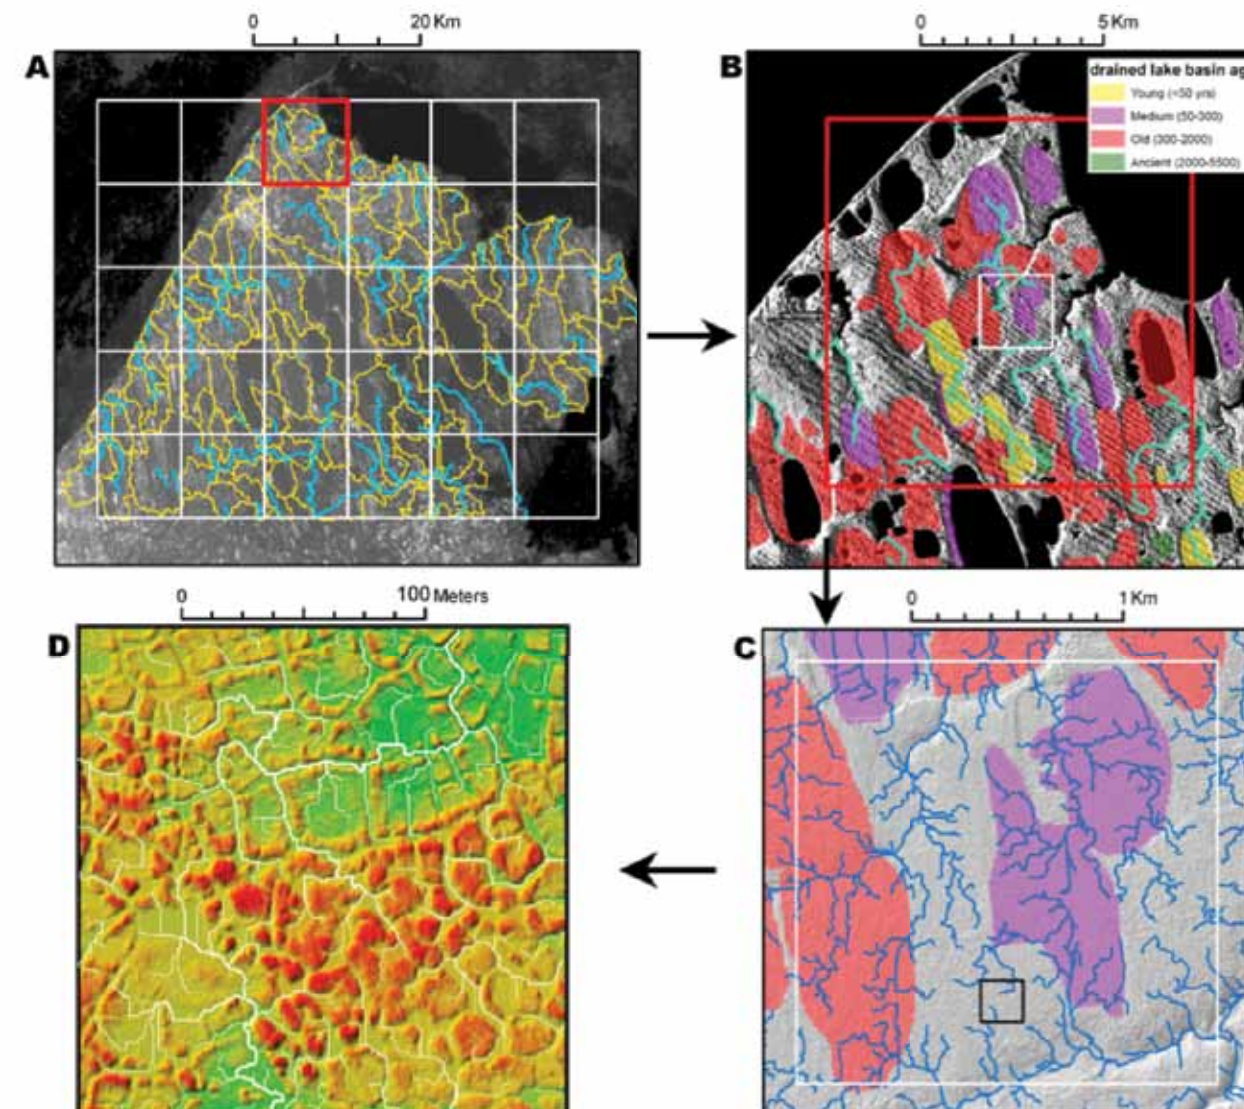 0 20 Km
A
0 5 Km
B
drained lake basin ag
Young (<50 yrs)
Medium (50-300)
Old (300-2000)
Ancient (2000-5500)
0 100 Meters
D
0 1 Km
C